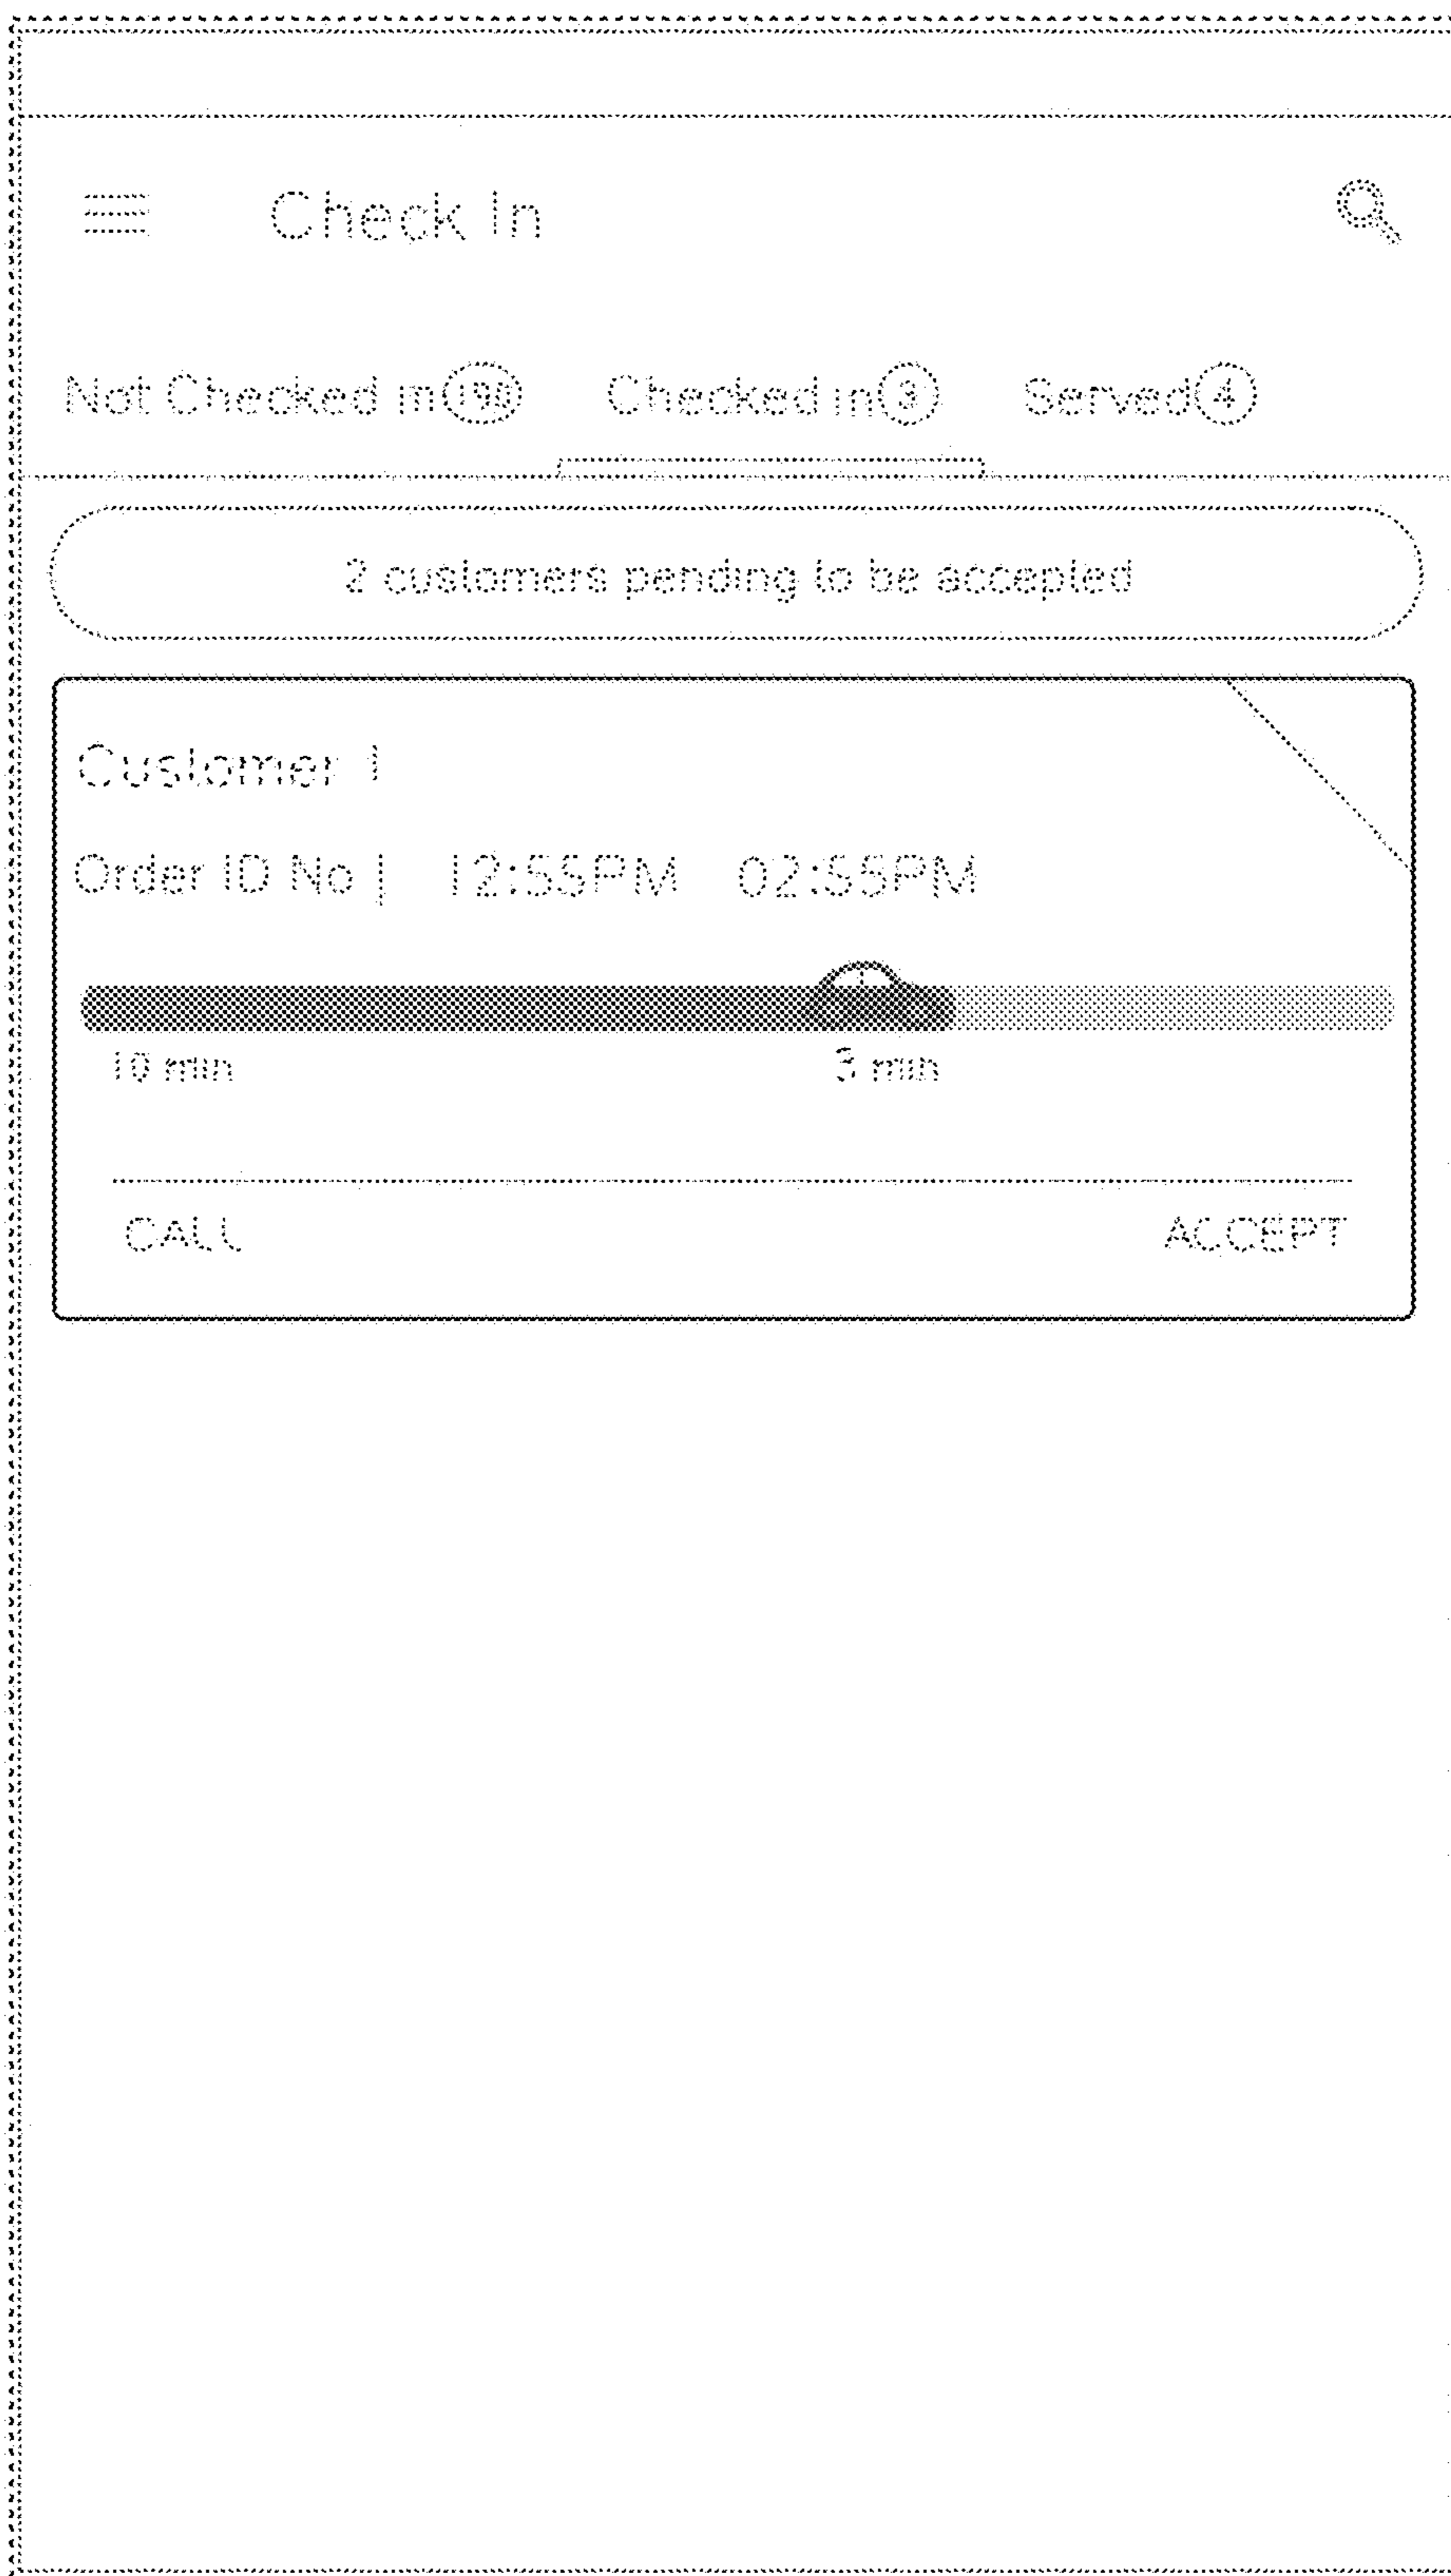 Check In
Not Checked in Checked in 3 Served 4
2 customers pending to be accepted
Customer 1
Order ID No | 12:55PM 02:55PM
10 min 3 min
CALL ACCEPT